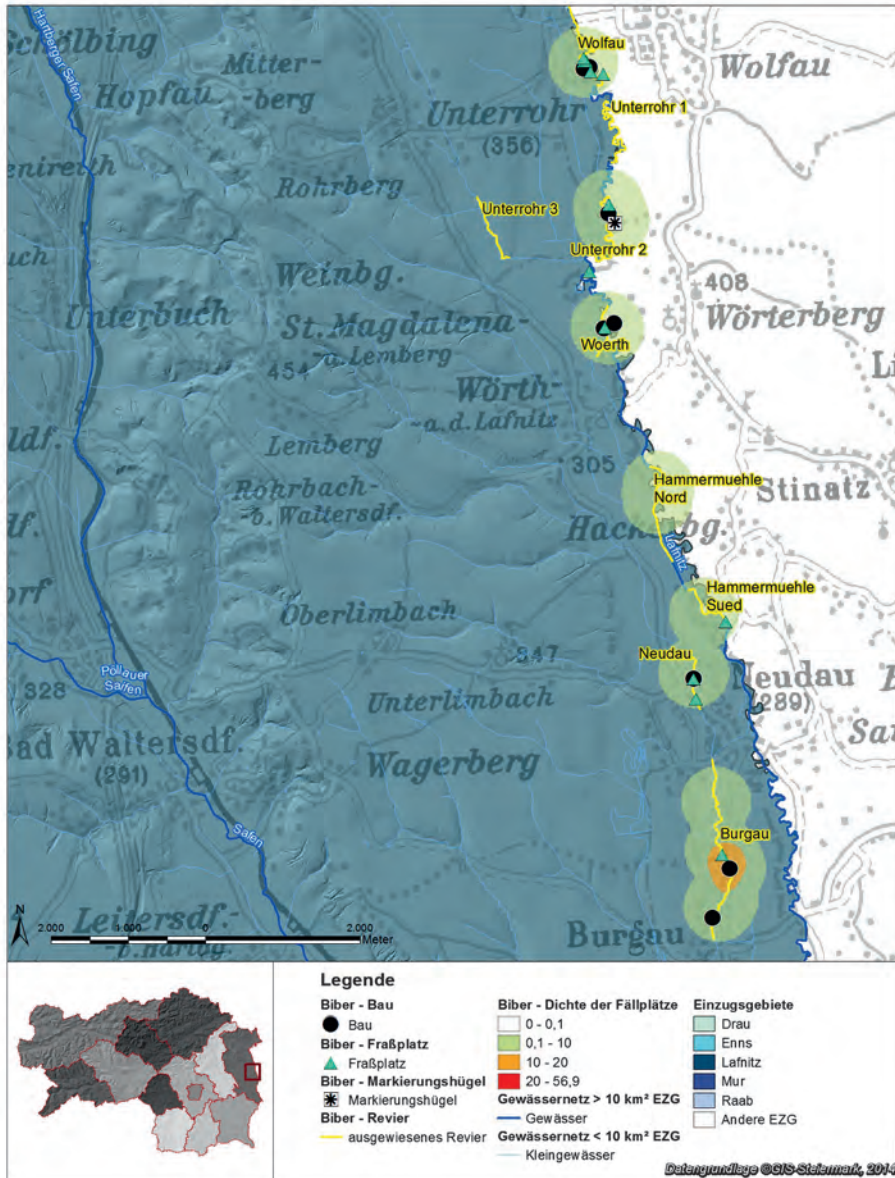 Hartberger Safen
Schölbing
Hopfau
Mitter-
berg
Wolfau
Wolfau
Unterrohr
(356)
Unterrohr 1
Rohrberg
Unterrohr 3
Unterrohr 2
Weinbg.
Unterbuch
St. Magdalena-
-a. Lemberg
454
408
Wörterberg
Woerth
Wörth-
-a.d. Lafnitz
Lemberg
305
Rohrbach-
-b. Waltersdf.
Hammermuehle
Nord
Stinatz
Lafnitz
Hammermuehle
Sued
Oberlimbach
347
Neudau
Neudau
(289)
Pöllauer
Safen
328
Unterlimbach
Bad Waltersdf.
(291)
Wagerberg
Safen
Burgau
Burgau
Leitersdf.-
-b. Hartbg.
N
2.000 1.000 0 2.000
Meter
Legende
Biber - Bau
Bau
Biber - Fraßplatz
Fraßplatz
Biber - Markierungshügel
Markierungshügel
Biber - Revier
ausgewiesenes Revier
Biber - Dichte der Fällplätze
0 - 0,1
0,1 - 10
10 - 20
20 - 56,9
Gewässernetz > 10 km² EZG
Gewässer
Gewässernetz < 10 km² EZG
Kleingewässer
Einzugsgebiete
Drau
Enns
Lafnitz
Mur
Raab
Andere EZG
Datengrundlage ©GIS-Steiermark, 2014